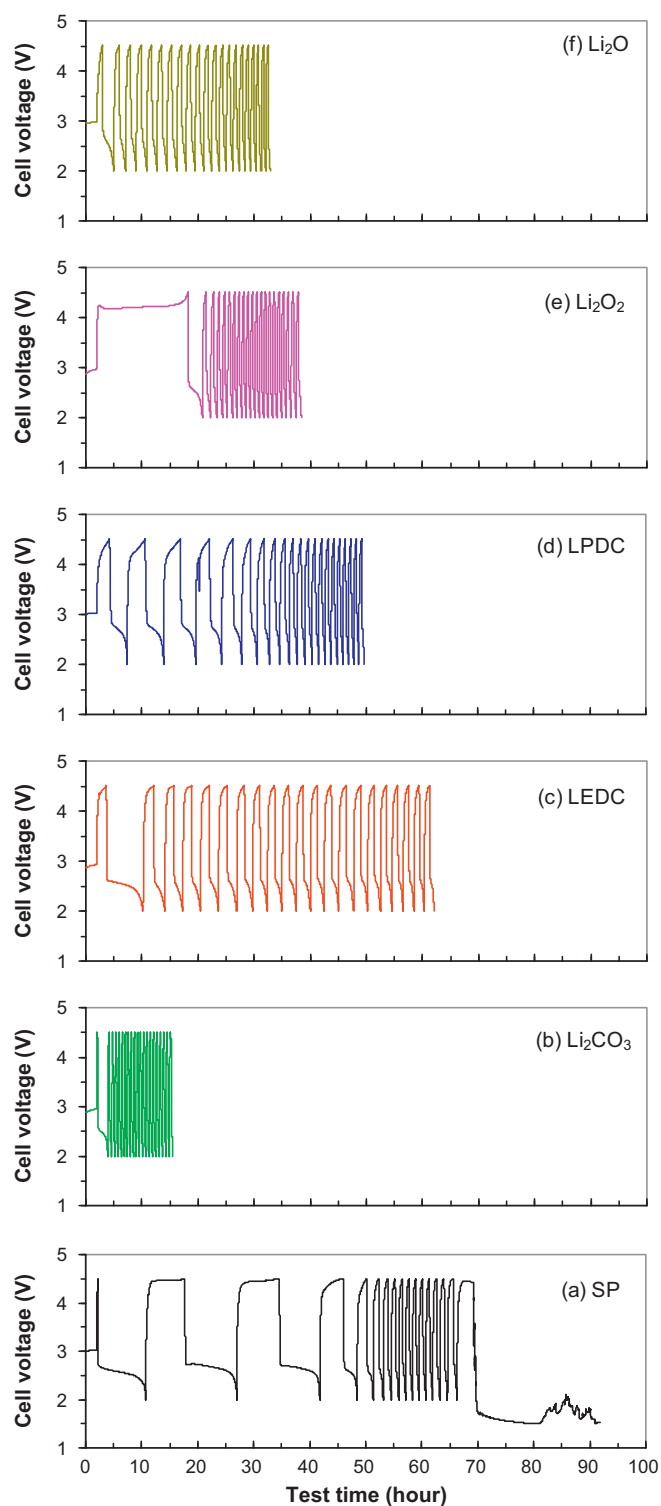 5
4
3
2
1
Cell voltage (V)
(f) Li₂O
5
4
3
2
1
Cell voltage (V)
(e) Li₂O₂
5
4
3
2
1
Cell voltage (V)
(d) LPDC
5
4
3
2
1
Cell voltage (V)
(c) LEDC
5
4
3
2
1
Cell voltage (V)
(b) Li₂CO₃
5
4
3
2
1
Cell voltage (V)
(a) SP
0 10 20 30 40 50 60 70 80 90 100
Test time (hour)